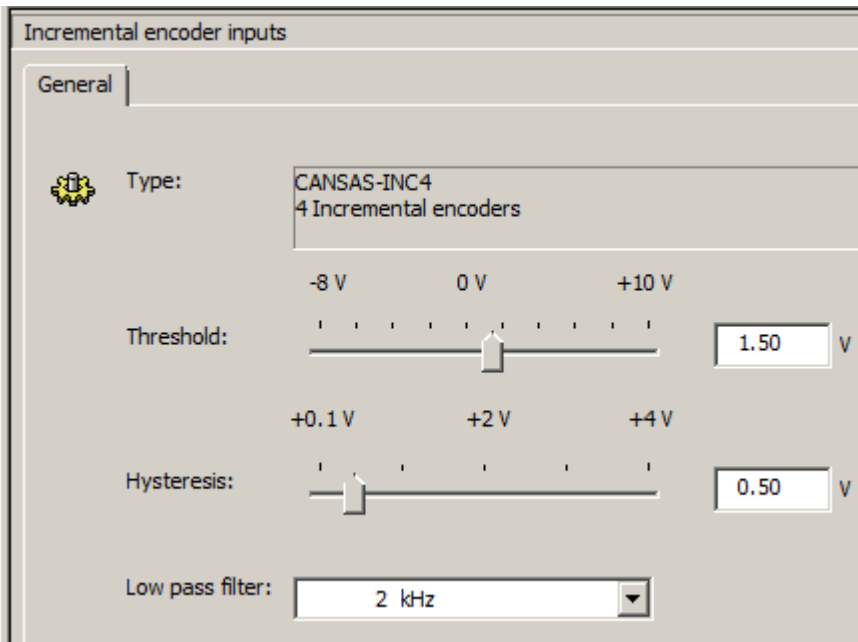 Incremental encoder inputs
General
Type:
CANSAS-INC4
4 Incremental encoders
-8 V 0 V +10 V
Threshold: 1.50 V
+0.1 V +2 V +4 V
Hysteresis: 0.50 V
Low pass filter: 2 kHz